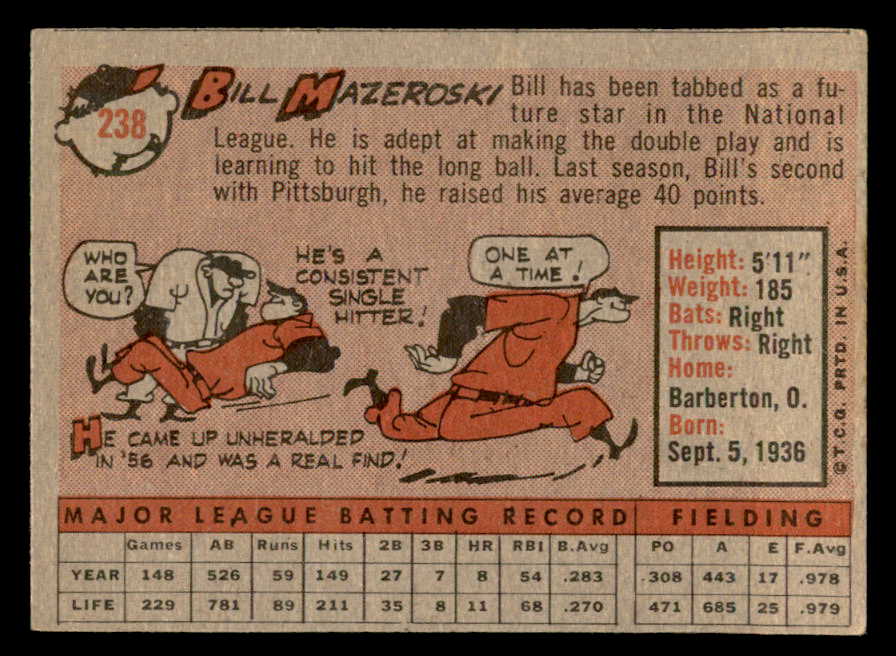 238
BILL MAZEROSKI
Bill has been tabbed as a fu-
ture star in the National
League. He is adept at making the double play and is
learning to hit the long ball. Last season, Bill's second
with Pittsburgh, he raised his average 40 points.
WHO
ARE
YOU?
HE'S A
CONSISTENT
SINGLE
HITTER!
ONE AT
A TIME!
HE CAME UP UNHERALDED
IN '56 AND WAS A REAL FIND!
Height: 5'11"
Weight: 185
Bats: Right
Throws: Right
Home:
Barberton, O.
Born:
Sept. 5, 1936
©T.C.G. PRTD. IN U.S.A.
MAJOR LEAGUE BATTING RECORD FIELDING
Games AB Runs Hits 2B 3B HR RBI B.Avg PO A E F.Avg
YEAR 148 526 59 149 27 7 8 54 .283 .308 443 17 .978
LIFE 229 781 89 211 35 8 11 68 .270 471 685 25 .979